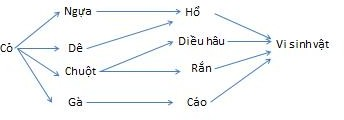 Ngựa Hổ
Cỏ Dê Diều hâu Vi sinh vật
Chuột Rắn
Gà Cáo